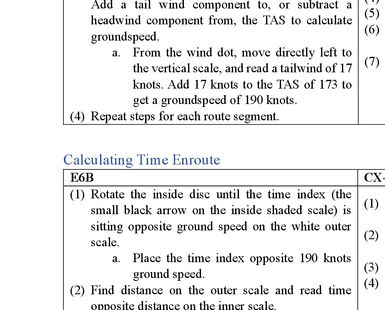 Add a tail wind component to, or subtract a
headwind component from, the TAS to calculate
groundspeed.
a. From the wind dot, move directly left to
the vertical scale, and read a tailwind of 17
knots. Add 17 knots to the TAS of 173 to
get a groundspeed of 190 knots.
(4) Repeat steps for each route segment.
(5)
(6)
(7)
Calculating Time Enroute
E6B
CX-
(1) Rotate the inside disc until the time index (the
small black arrow on the inside shaded scale) is
sitting opposite ground speed on the white outer
scale.
a. Place the time index opposite 190 knots
ground speed.
(2) Find distance on the outer scale and read time
opposite distance on the inner scale.
(1)
(2)
(3)
(4)